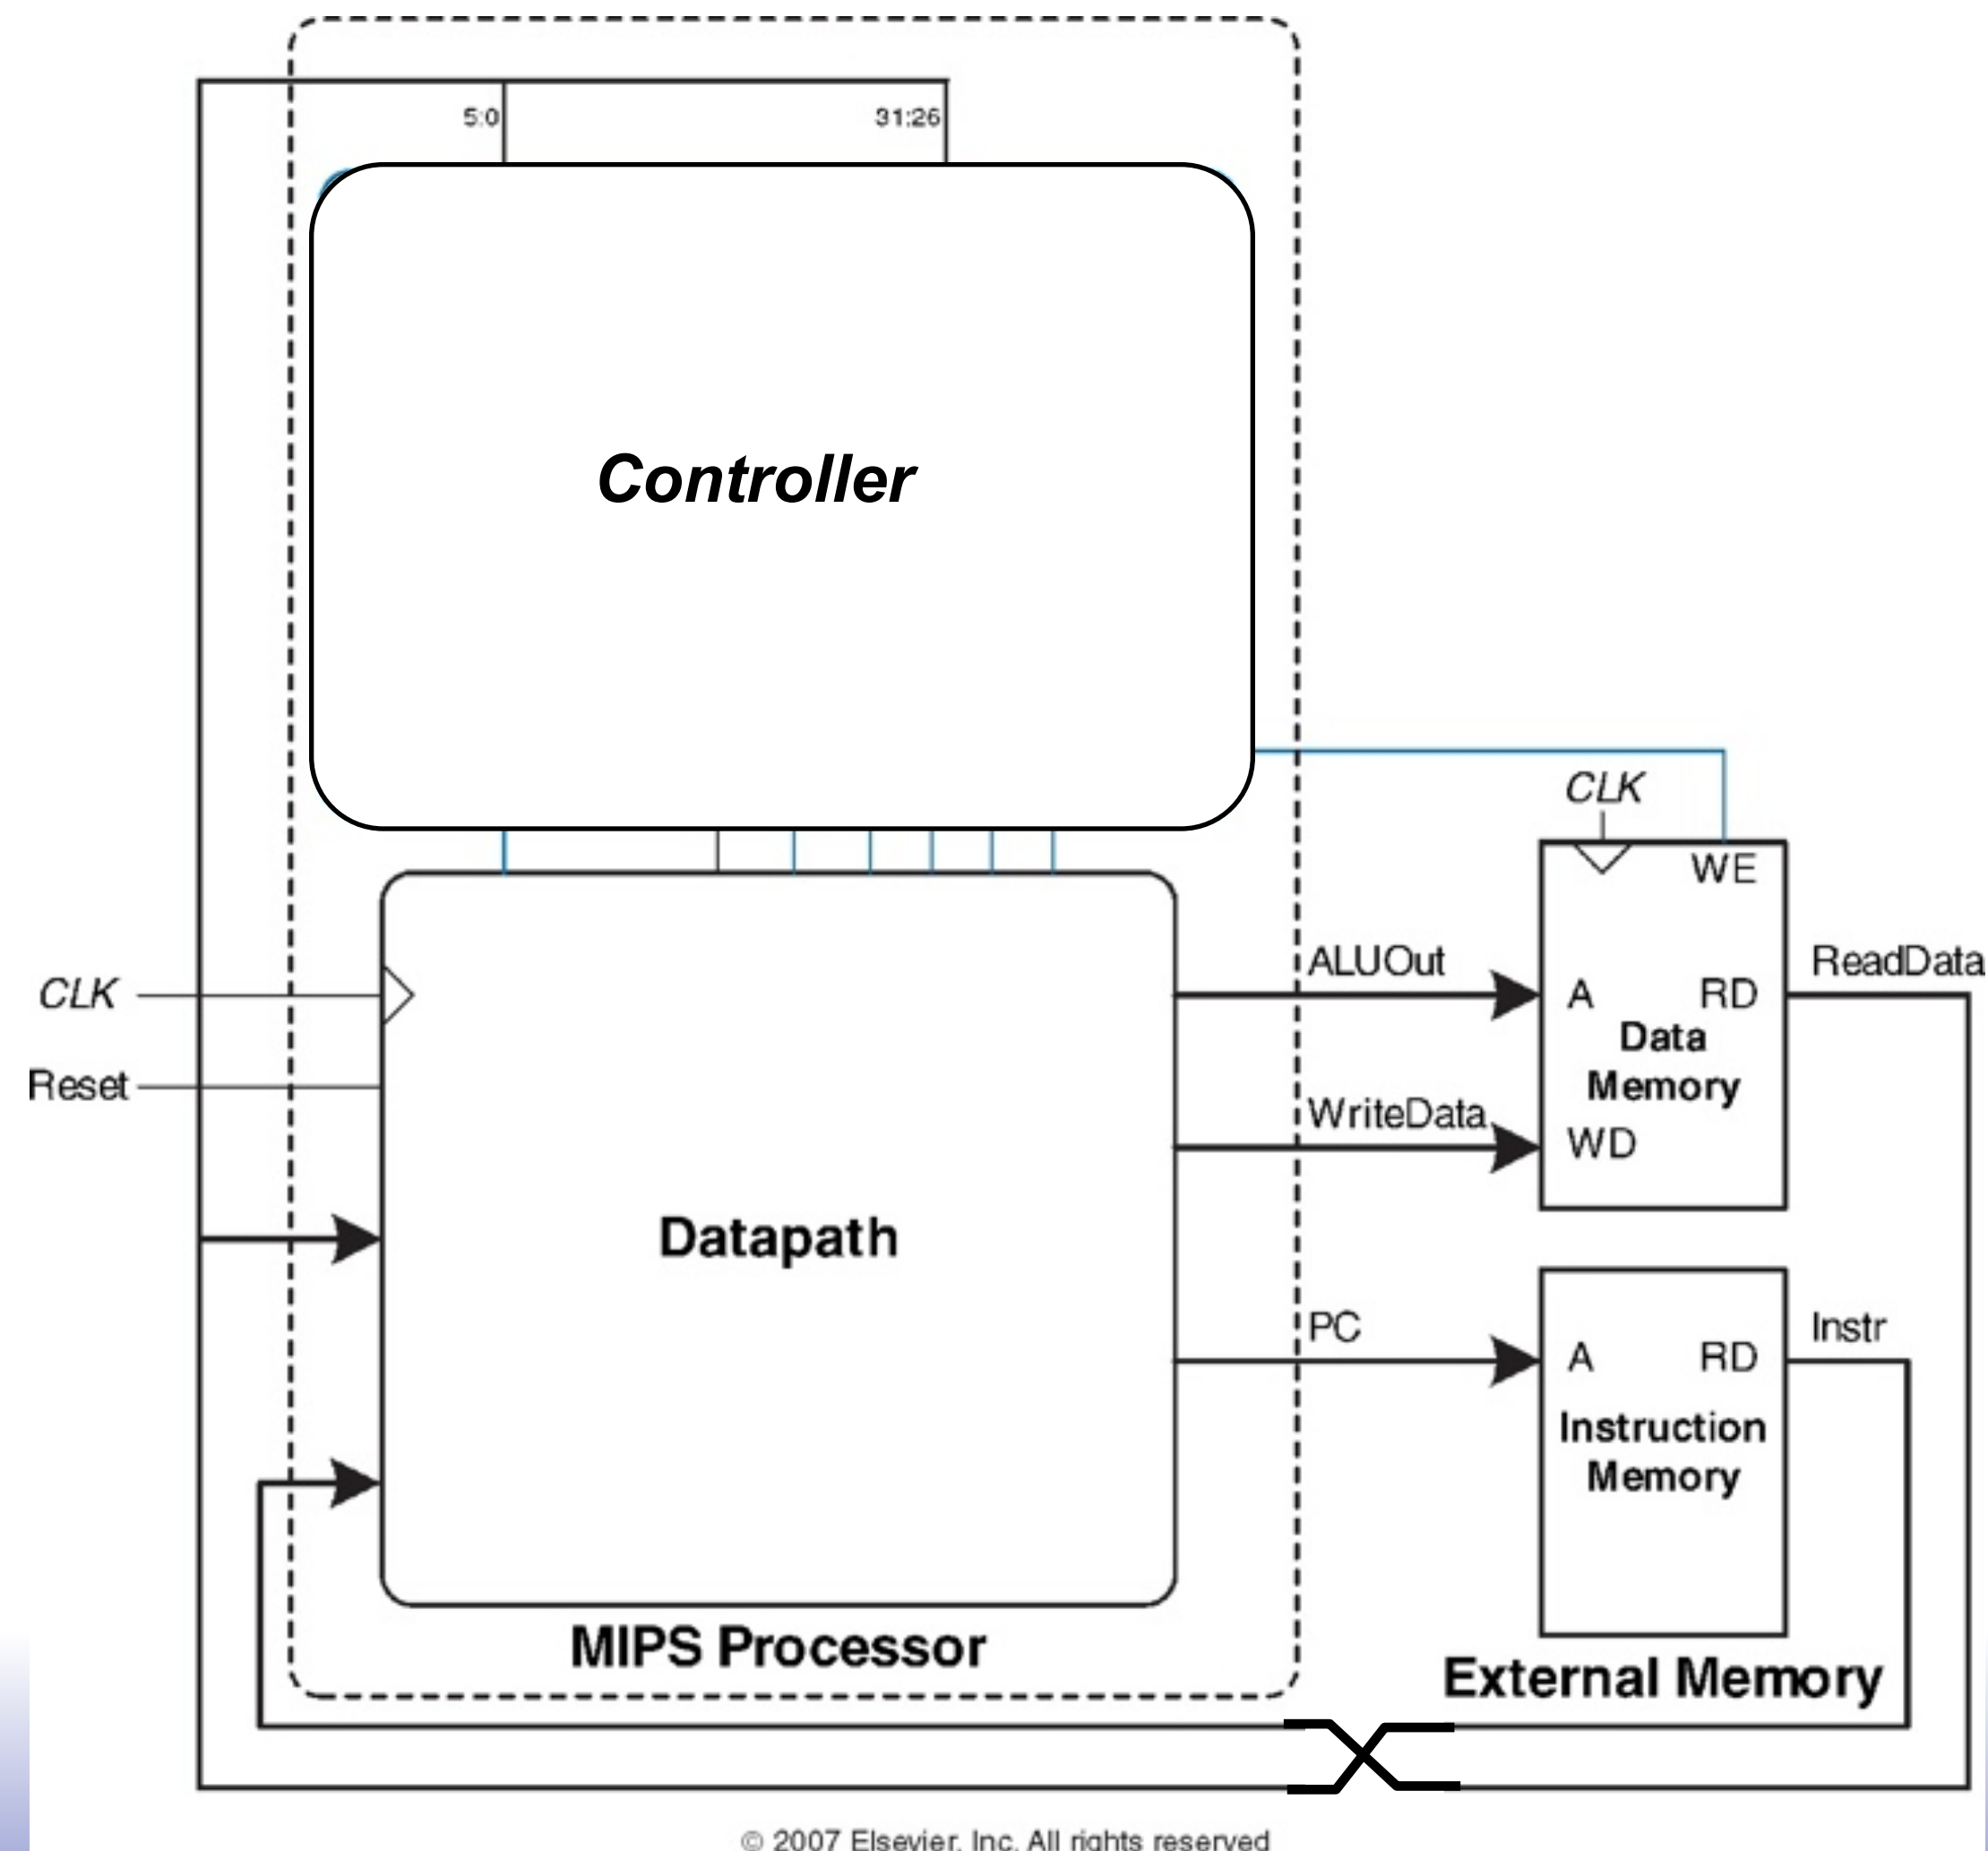 5:0
31:26
Controller
CLK
WE
ALUOut
A
RD
ReadData
Data
Memory
WriteData
WD
CLK
Reset
Datapath
PC
A
RD
Instr
Instruction
Memory
MIPS Processor
External Memory
© 2007 Elsevier, Inc. All rights reserved